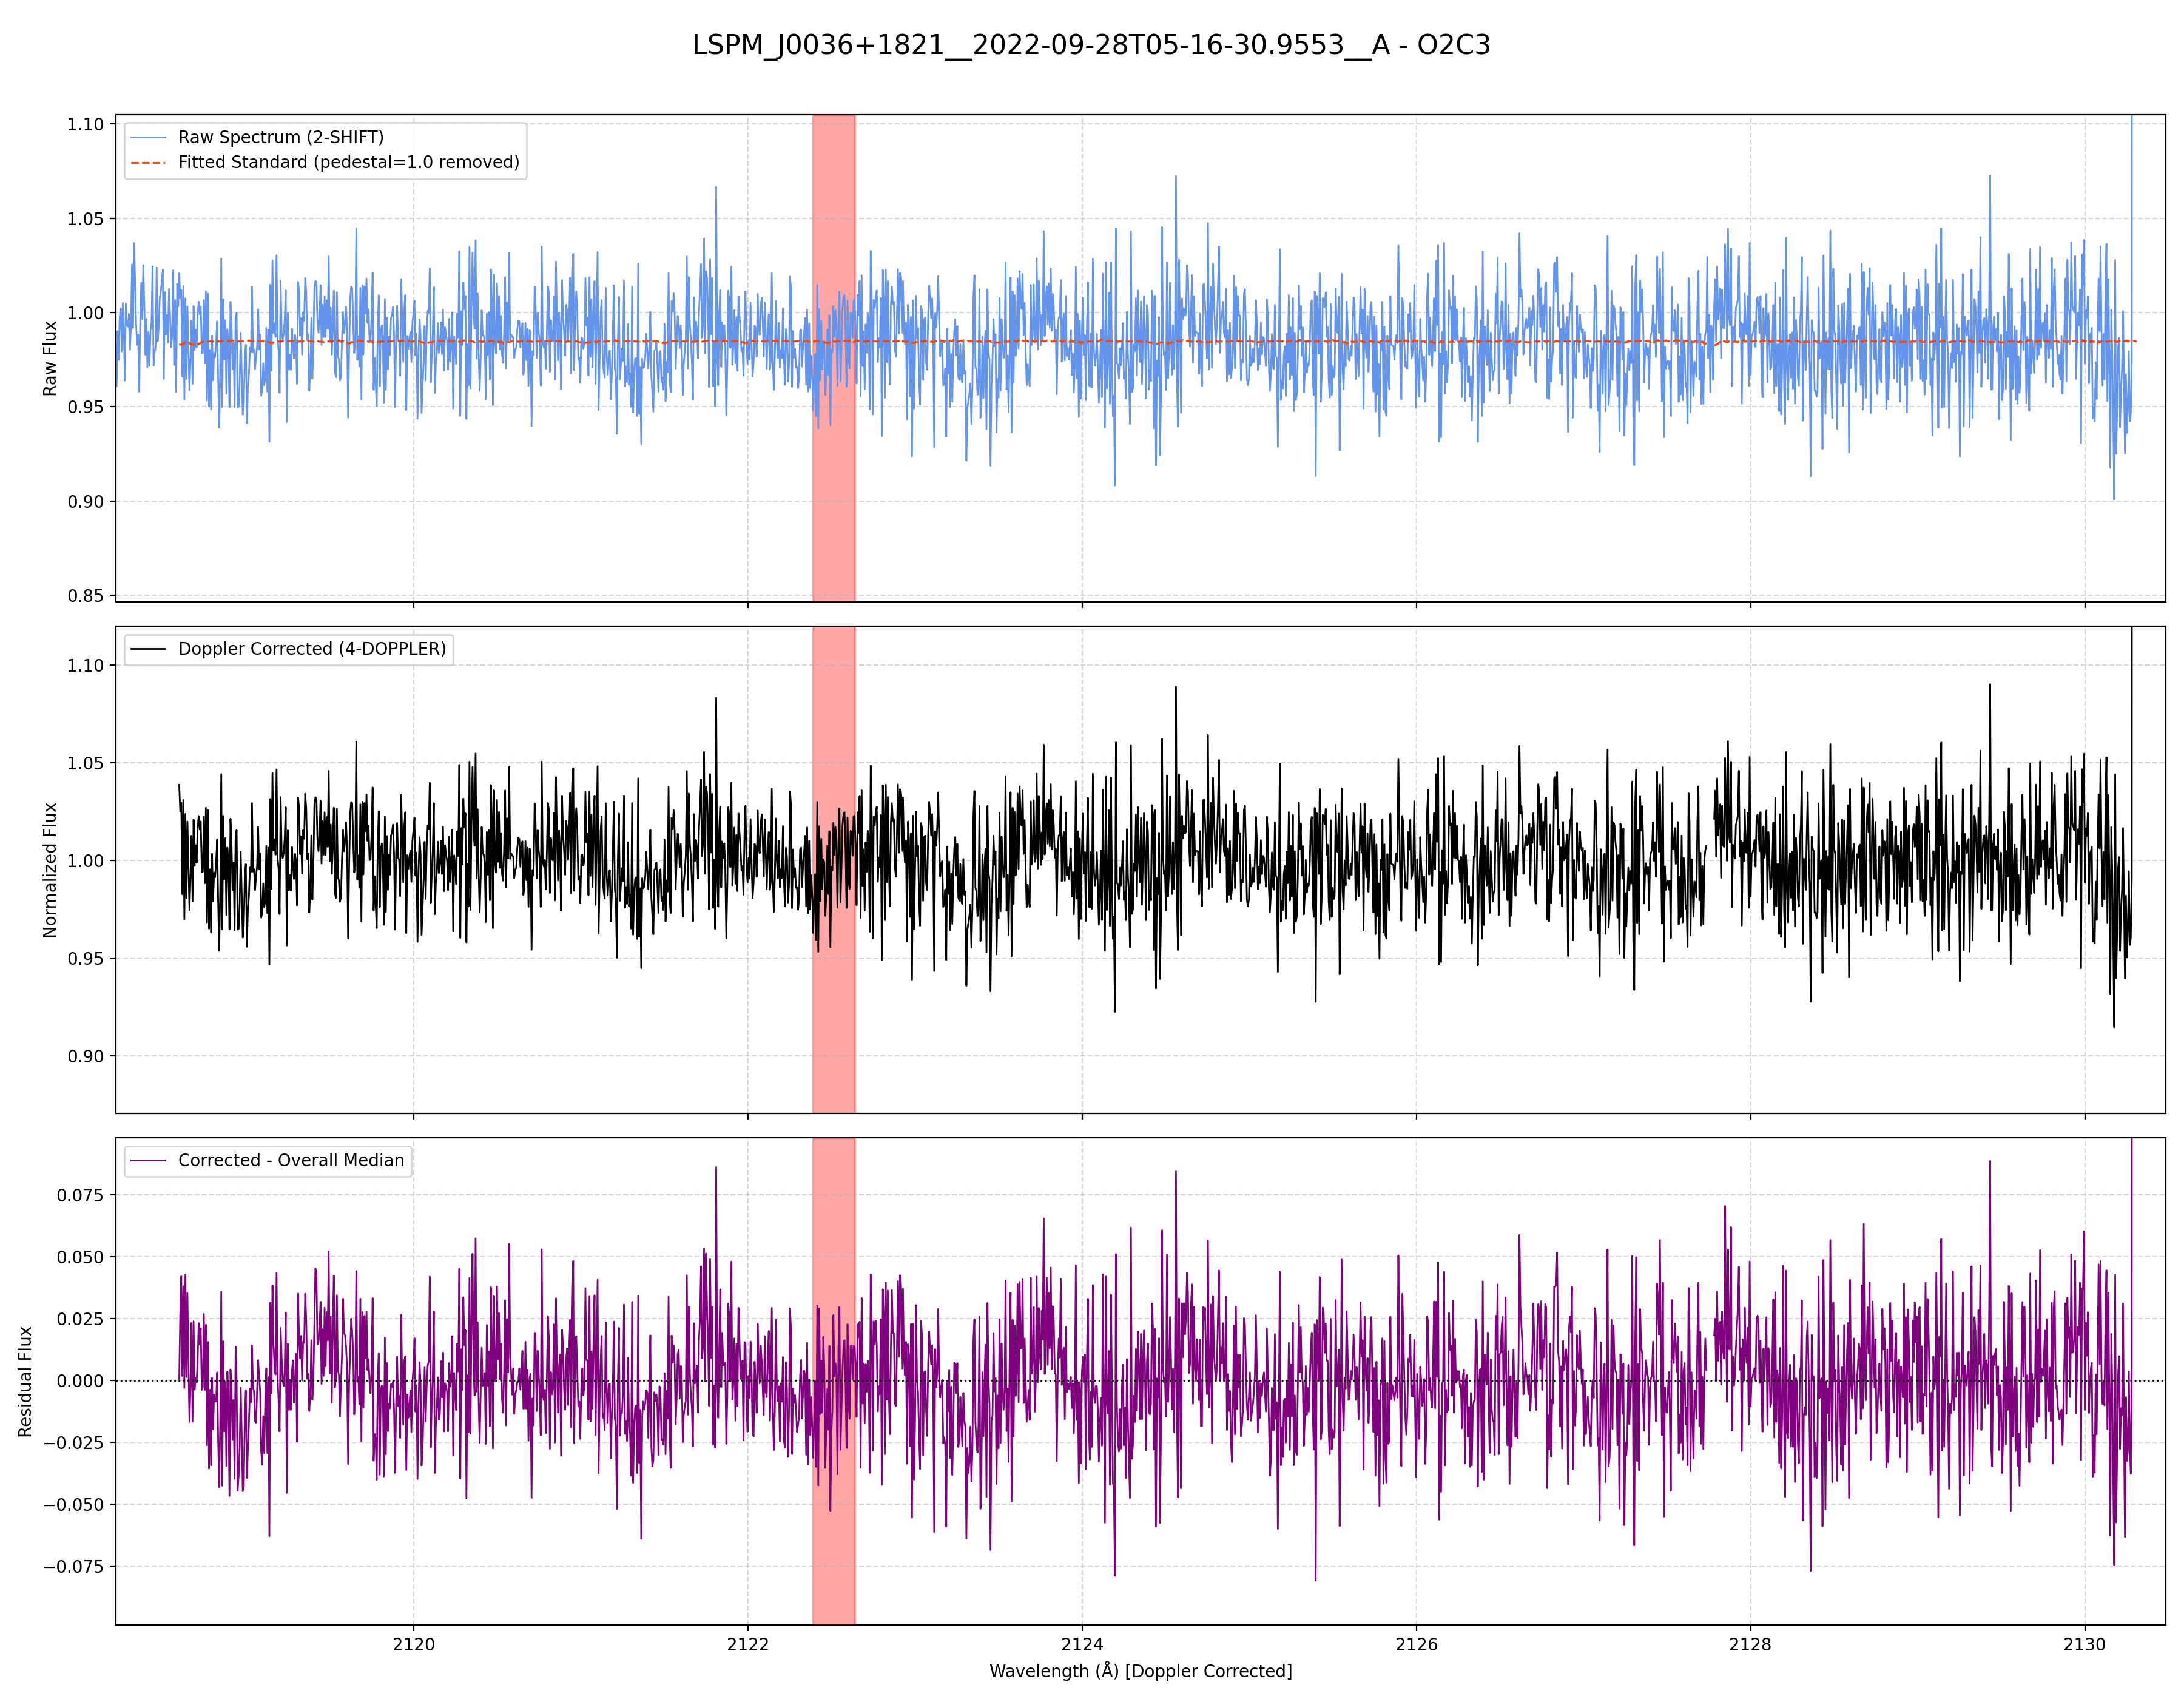 LSPM_J0036+1821__2022-09-28T05-16-30.9553__A - O2C3
Raw Spectrum (2-SHIFT)
Fitted Standard (pedestal=1.0 removed)
1.10
1.05
1.00
0.95
0.90
0.85
Raw Flux
Doppler Corrected (4-DOPPLER)
1.10
1.05
1.00
0.95
0.90
Normalized Flux
Corrected - Overall Median
0.075
0.050
0.025
0.000
−0.025
−0.050
−0.075
Residual Flux
2120
2122
2124
2126
2128
2130
Wavelength (Å) [Doppler Corrected]